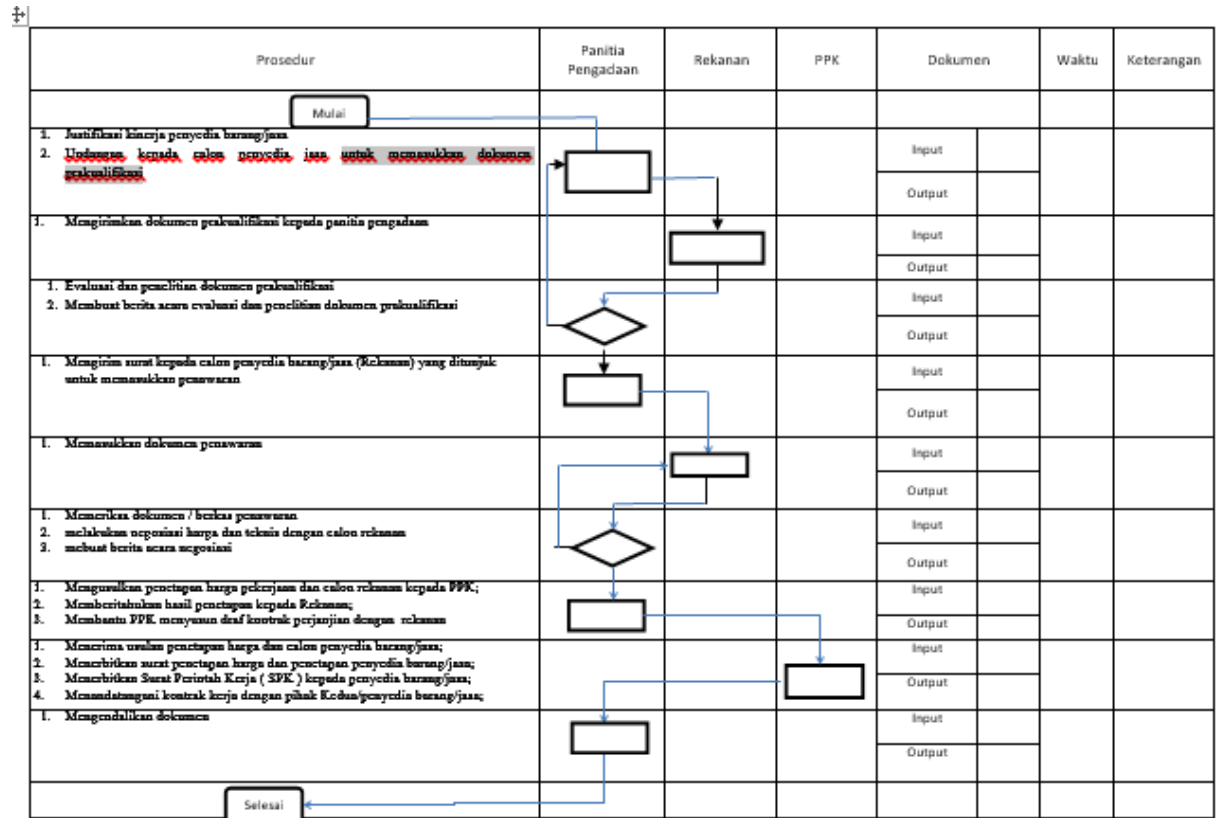 Prosedur
Panitia
Pengadaan
Rekanan
PPK
Dokumen
Waktu
Keterangan
Mulai
1. Justifikasi kinerja penyedia barang/jasa
2. Undangan kepada calon penyedia jasa untuk memasukkan dokumen
prakualifikasi
Input
Output
1. Mengirimkan dokumen prakualifikasi kepada panitia pengadaan
Input
Output
1. Evaluasi dan penelitian dokumen prakualifikasi
2. Membuat berita acara evaluasi dan penelitian dokumen prakualifikasi
Input
Output
1. Mengirim surat kepada calon penyedia barang/jasa (Rekanan) yang ditunjuk
untuk memasukkan penawaran
Input
Output
1. Memasukkan dokumen penawaran
Input
Output
1. Memeriksa dokumen / berkas penawaran
2. melakukan negosiasi harga dan teknis dengan calon rekanan
3. mebuat berita acara negosiasi
Input
Output
1. Mengusulkan penetapan harga pekerjaan dan calon rekanan kepada PPK;
2. Memberitahukan hasil penetapan kepada Rekanan;
3. Membantu PPK menyusun draf kontrak perjanjian dengan rekanan
Input
Output
1. Menerima usulan penetapan harga dan calon penyedia barang/jasa;
2. Menerbitkan surat penetapan harga dan penetapan penyedia barang/jasa;
3. Menerbitkan Surat Perintah Kerja ( SPK ) kepada penyedia barang/jasa;
4. Menandatangani kontrak kerja dengan pihak Kedua/penyedia barang/jasa;
Input
Output
1. Mengendalikan dokumen
Input
Output
Selesai